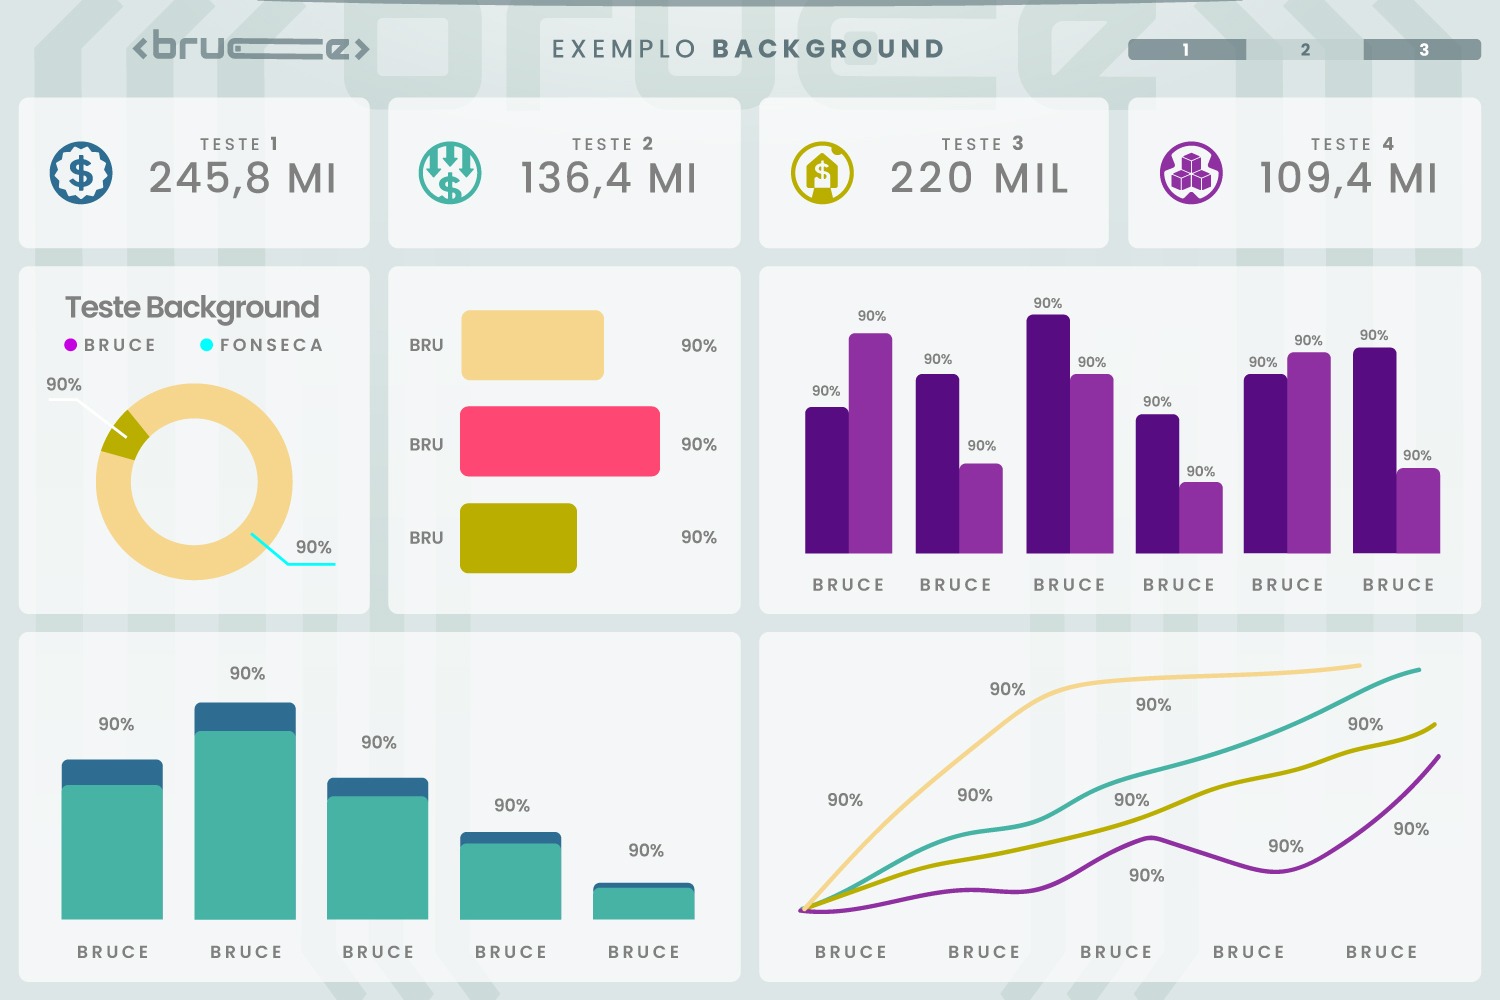 <bruce>
EXEMPLO BACKGROUND
1 2 3
TESTE 1
245,8 MI
TESTE 2
136,4 MI
TESTE 3
220 MIL
TESTE 4
109,4 MI
Teste Background
BRUCE FONSECA
90%
90%
BRU 90%
BRU 90%
BRU 90%
90%
90%
90%
90%
90%
90%
90%
90%
90%
90%
90%
90%
BRUCE BRUCE BRUCE BRUCE BRUCE BRUCE
90%
90%
90%
90%
90%
BRUCE BRUCE BRUCE BRUCE BRUCE
90%
90%
90%
90%
90%
90%
90%
90%
90%
BRUCE BRUCE BRUCE BRUCE BRUCE